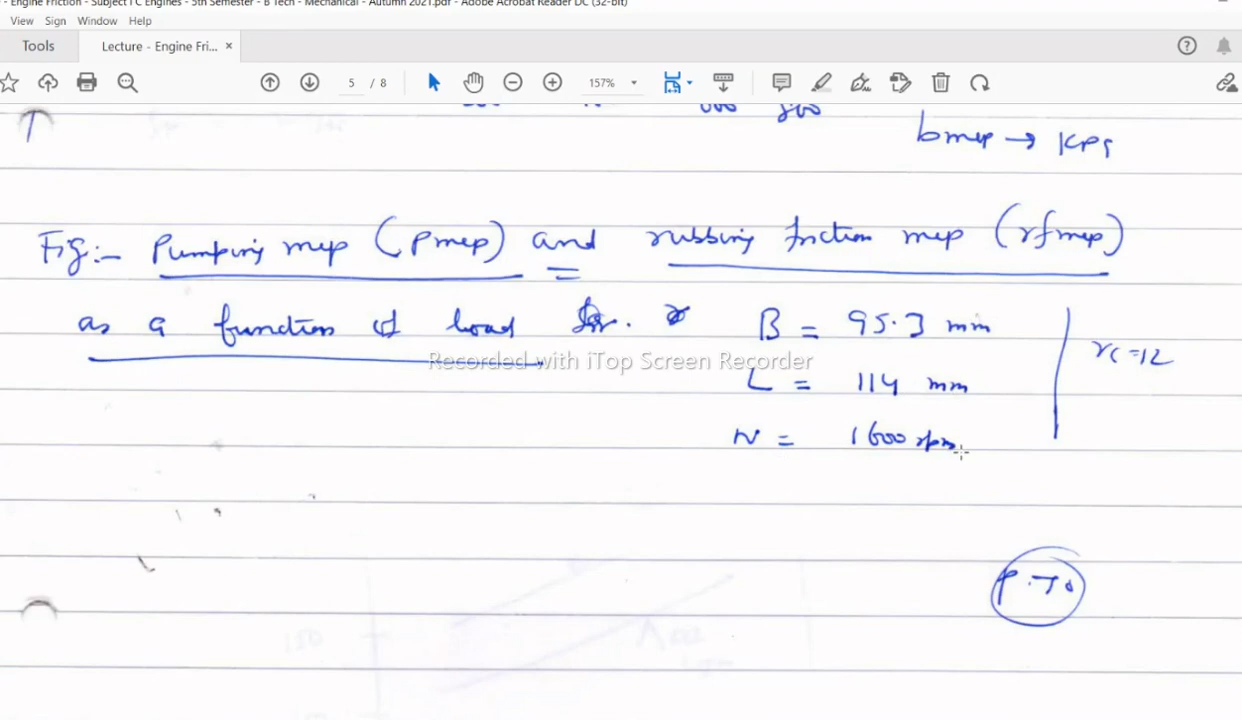 - Engine Friction - Subject I C Engines - 5th Semester - B Tech - Mechanical - Autumn 2021.pdf - Adobe Acrobat Reader DC (32-bit)
View Sign Window Help
Tools Lecture - Engine Fri... ×
5 / 8 157%
800
bmep → KPa
Fig:- Pumping mep (pmep) and rubbing friction mep (rfmep)
as a function of load for. B = 95.3 mm
rc = 12
Recorded with iTop Screen Recorder
L = 114 mm
N = 1600 rpm
P.T.O